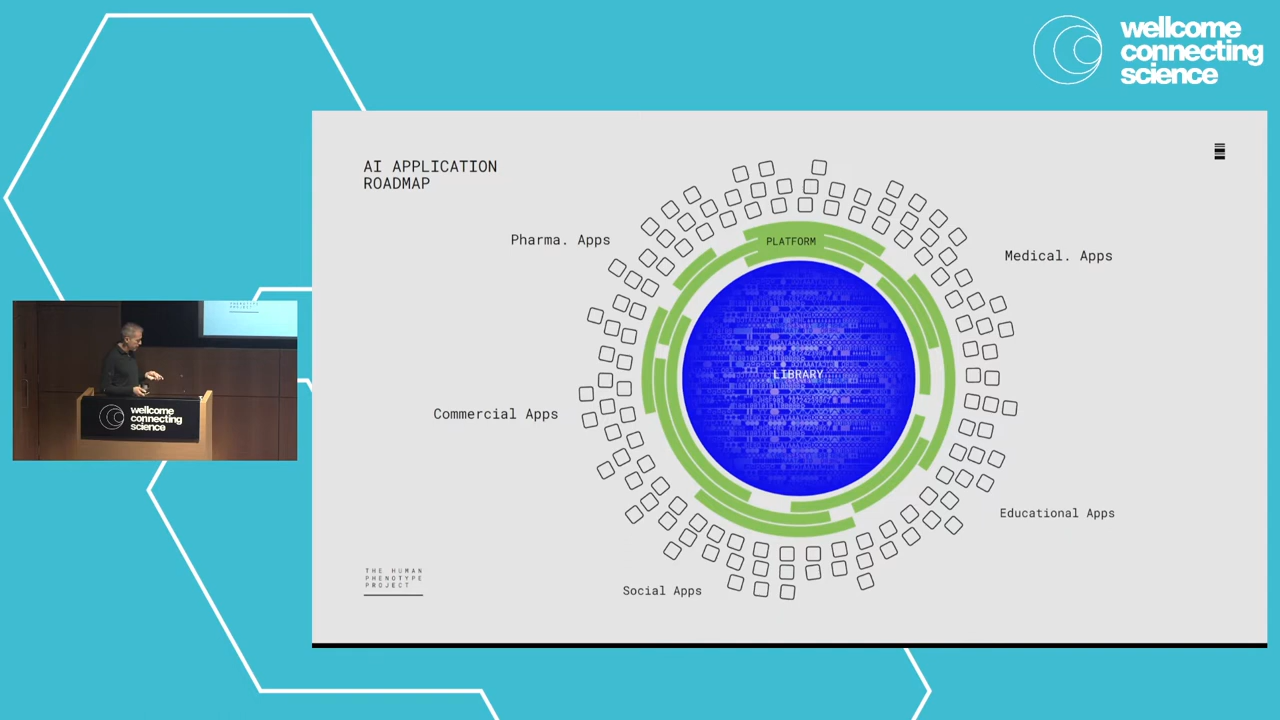 wellcome
connecting
science
AI APPLICATION
ROADMAP
Pharma. Apps
PLATFORM
Medical. Apps
LIBRARY
Commercial Apps
Educational Apps
Social Apps
THE HUMAN
PHENOTYPE
PROJECT
wellcome
connecting
science